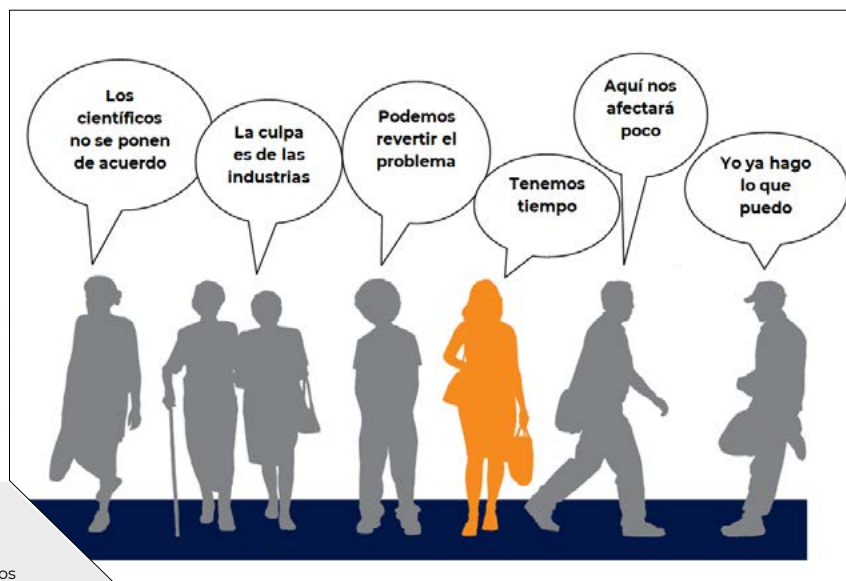 Los
científicos
no se ponen
de acuerdo
La culpa
es de las
industrias
Podemos
revertir el
problema
Tenemos
tiempo
Aquí nos
afectará
poco
Yo ya hago
lo que
puedo
os